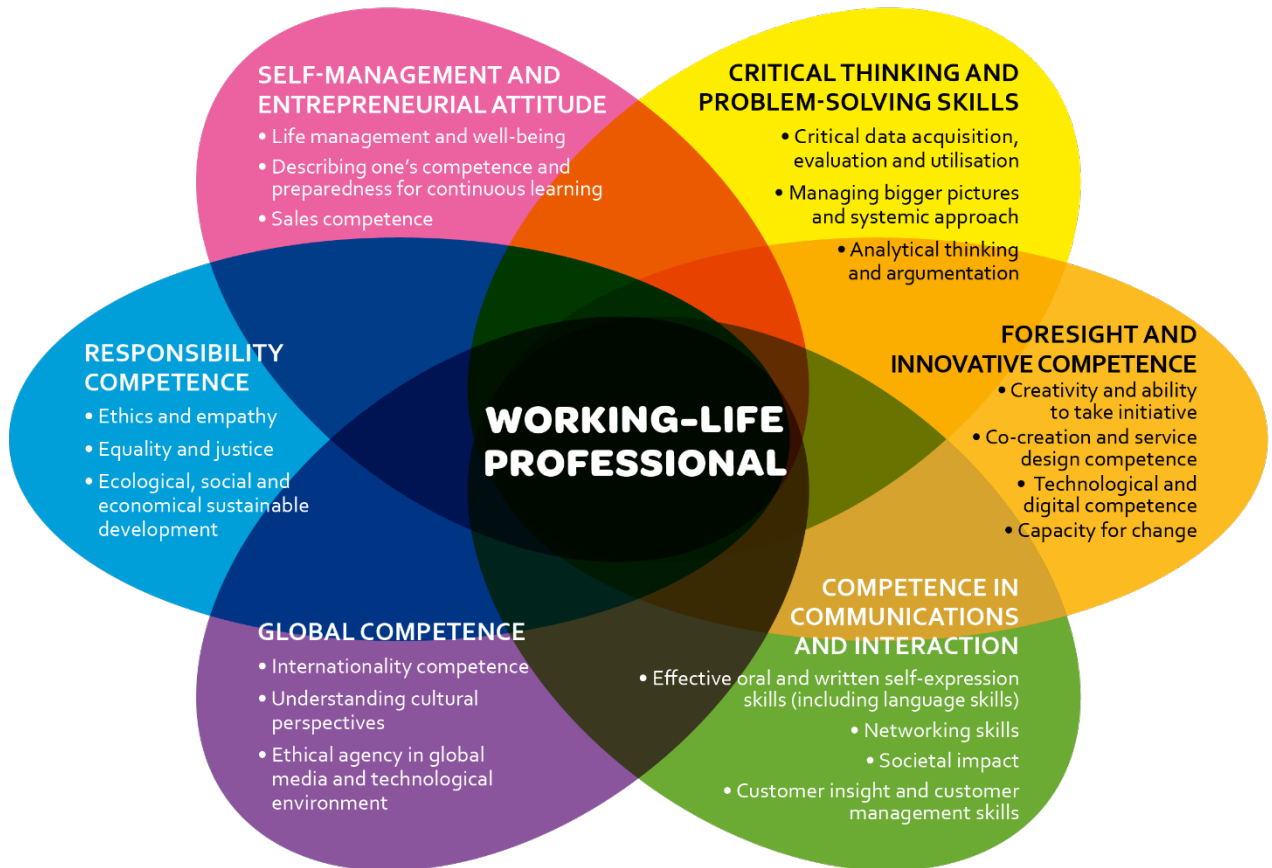 SELF-MANAGEMENT AND
ENTREPRENEURIAL ATTITUDE
• Life management and well-being
• Describing one's competence and
preparedness for continuous learning
• Sales competence
CRITICAL THINKING AND
PROBLEM-SOLVING SKILLS
• Critical data acquisition,
evaluation and utilisation
• Managing bigger pictures
and systemic approach
• Analytical thinking
and argumentation
RESPONSIBILITY
COMPETENCE
• Ethics and empathy
• Equality and justice
• Ecological, social and
economical sustainable
development
WORKING-LIFE
PROFESSIONAL
FORESIGHT AND
INNOVATIVE COMPETENCE
• Creativity and ability
to take initiative
• Co-creation and service
design competence
• Technological and
digital competence
• Capacity for change
GLOBAL COMPETENCE
• Internationality competence
• Understanding cultural
perspectives
• Ethical agency in global
media and technological
environment
COMPETENCE IN
COMMUNICATIONS
AND INTERACTION
• Effective oral and written self-expression
skills (including language skills)
• Networking skills
• Societal impact
• Customer insight and customer
management skills